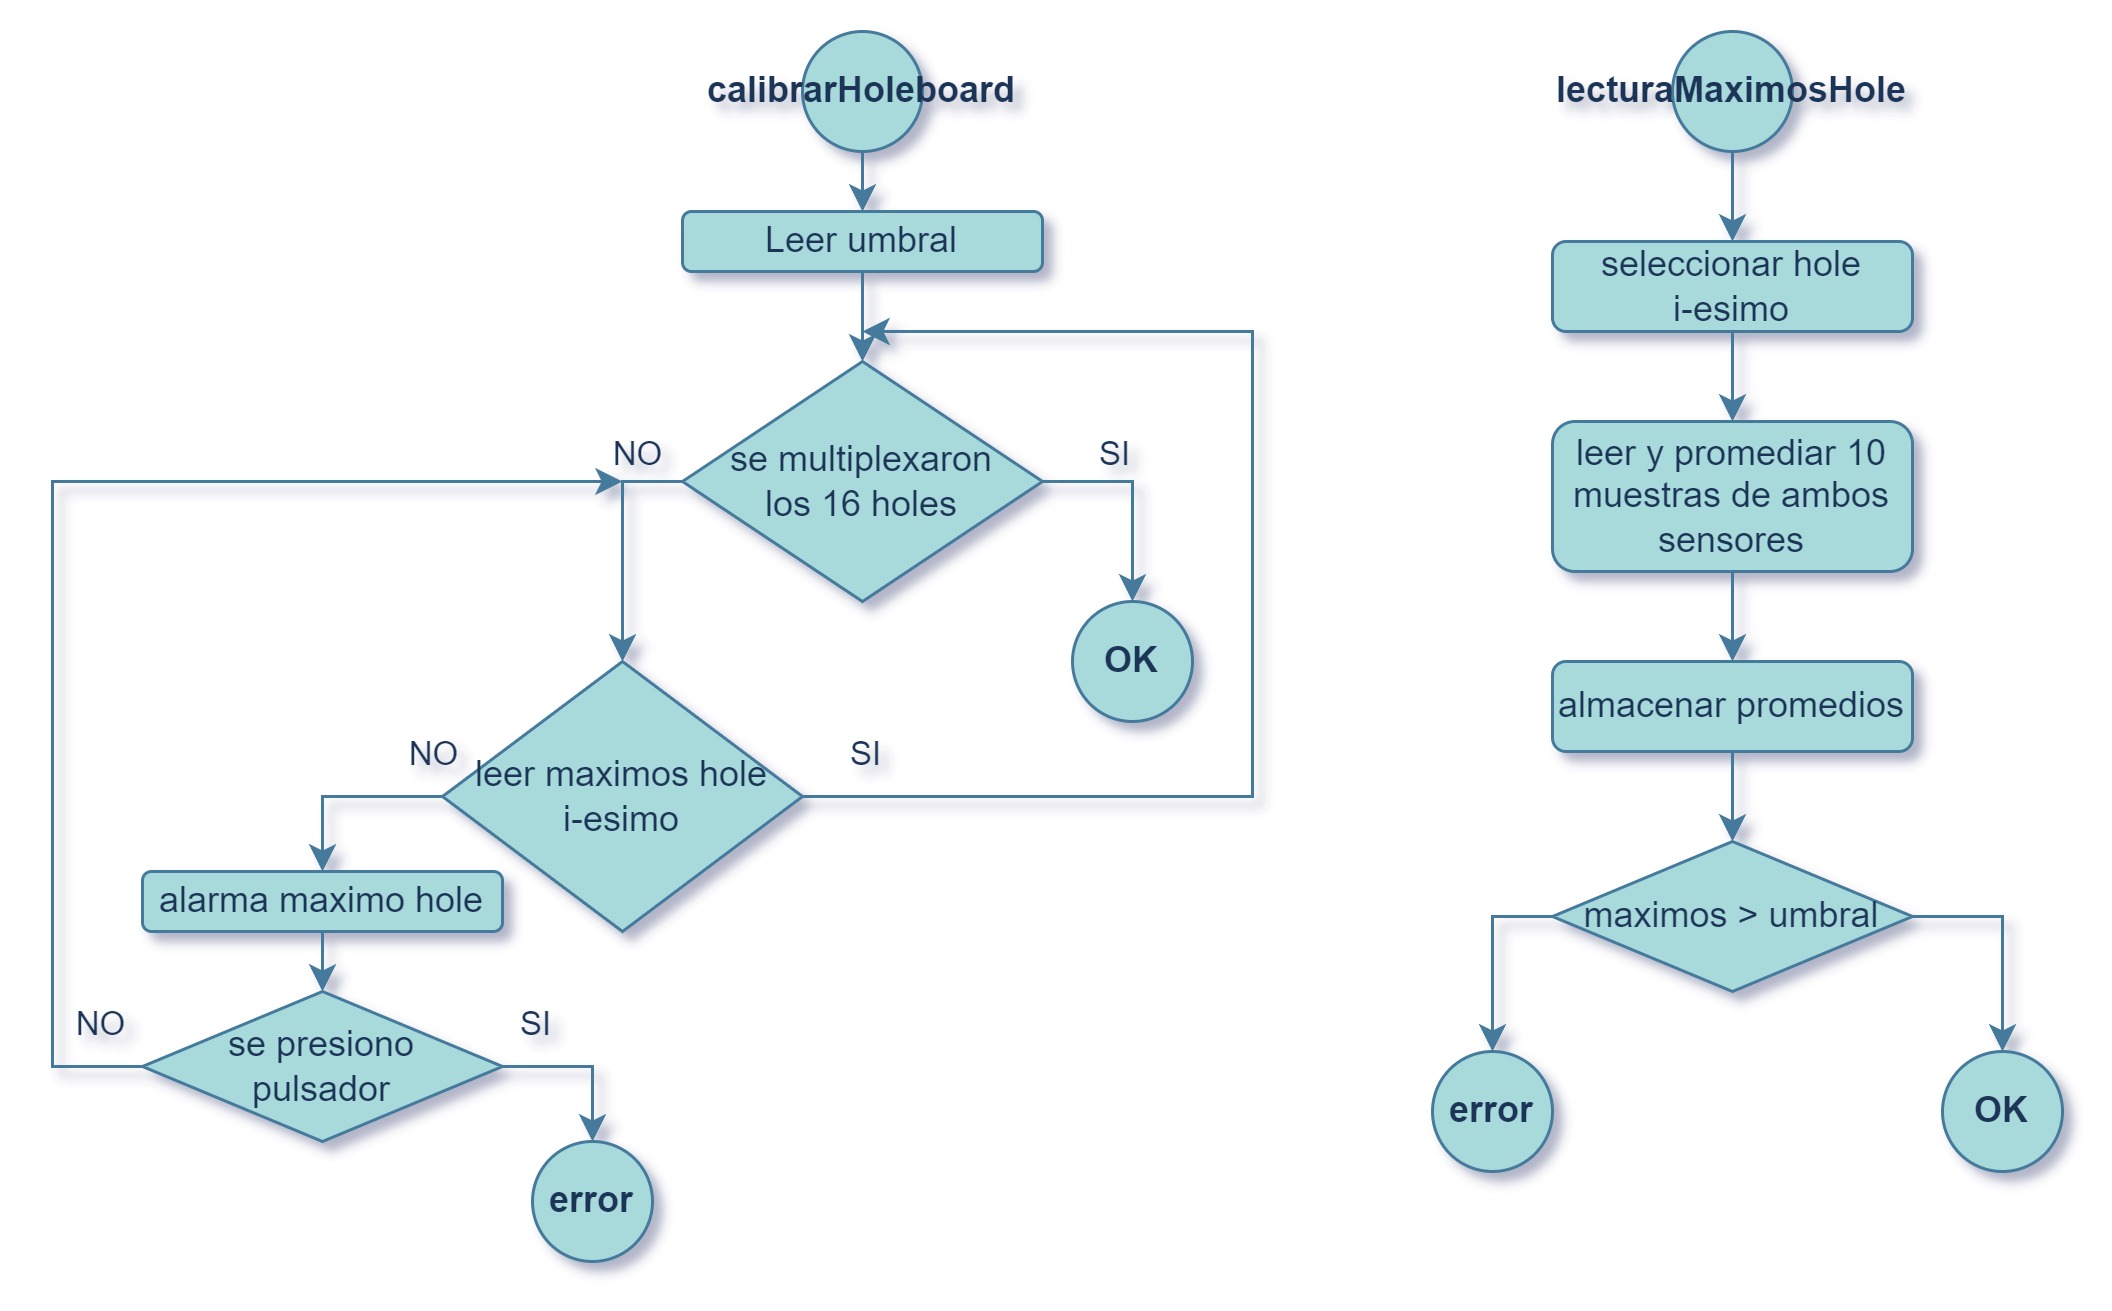 calibrarHoleboard
Leer umbral
se multiplexaron
los 16 holes
NO
SI
OK
leer maximos hole
i-esimo
NO
SI
alarma maximo hole
se presiono
pulsador
NO
SI
error
lecturaMaximosHole
seleccionar hole
i-esimo
leer y promediar 10
muestras de ambos
sensores
almacenar promedios
maximos > umbral
error
OK